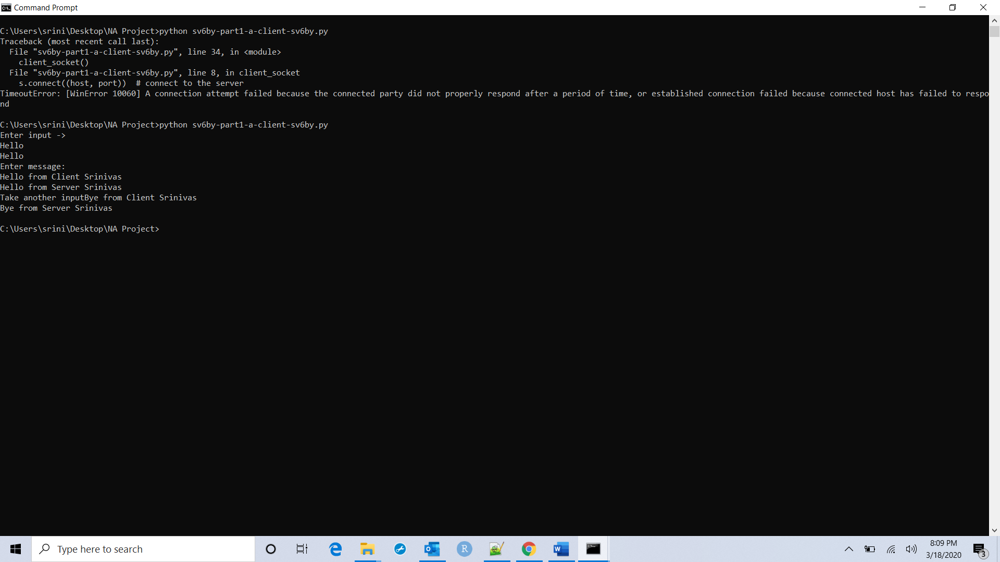 Command Prompt
C:\Users\srini\Desktop\NA Project>python sv6by-part1-a-client-sv6by.py
Traceback (most recent call last):
  File "sv6by-part1-a-client-sv6by.py", line 34, in <module>
    client_socket()
  File "sv6by-part1-a-client-sv6by.py", line 8, in client_socket
    s.connect((host, port))  # connect to the server
TimeoutError: [WinError 10060] A connection attempt failed because the connected party did not properly respond after a period of time, or established connection failed because connected host has failed to respo
nd
C:\Users\srini\Desktop\NA Project>python sv6by-part1-a-client-sv6by.py
Enter input ->
Hello
Hello
Enter message:
Hello from Client Srinivas
Hello from Server Srinivas
Take another inputBye from Client Srinivas
Bye from Server Srinivas
C:\Users\srini\Desktop\NA Project>
Type here to search
8:09 PM
3/18/2020
3